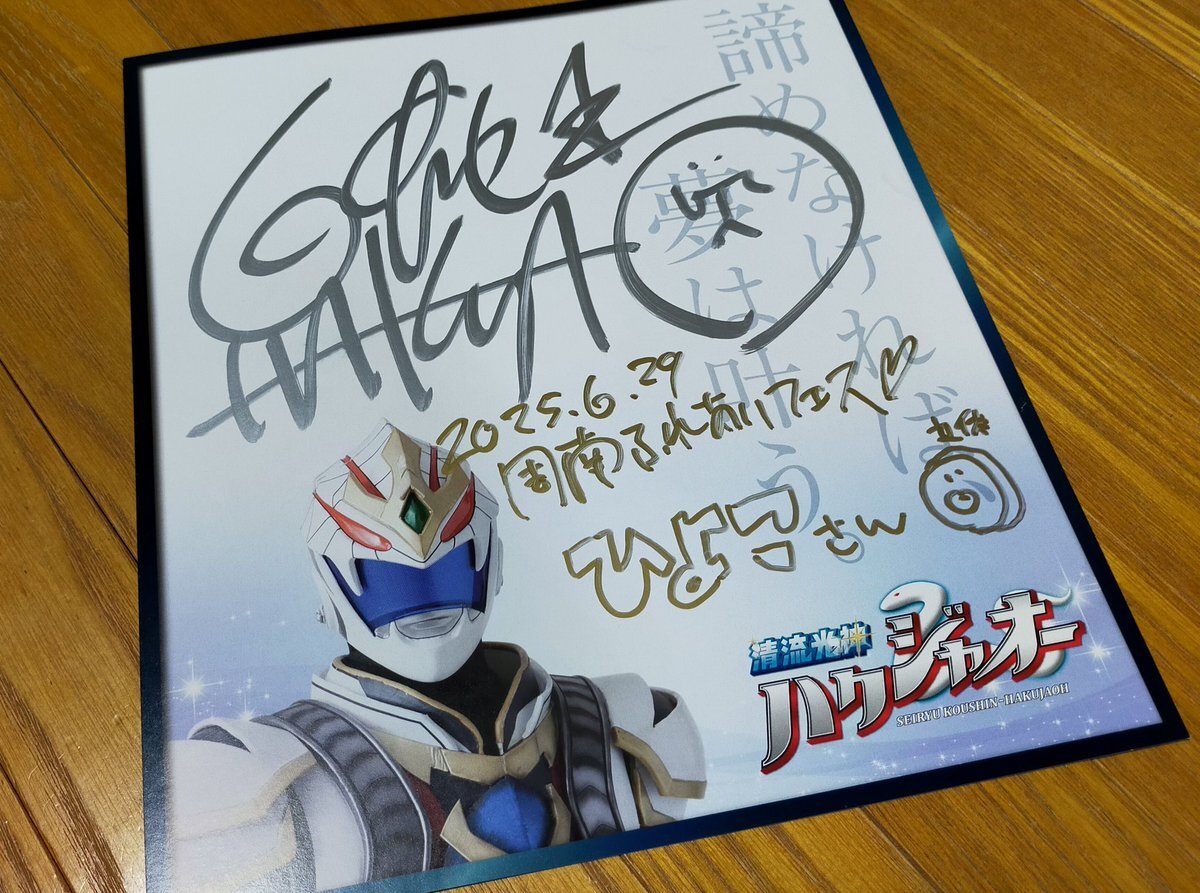 諦めなければ
夢は叶う
2025.6.29
周南ふれあいフェス♡
ひよこさん
清流光神
ハクジャオー
SEIRYU KOUSHIN-HAKUJAOH